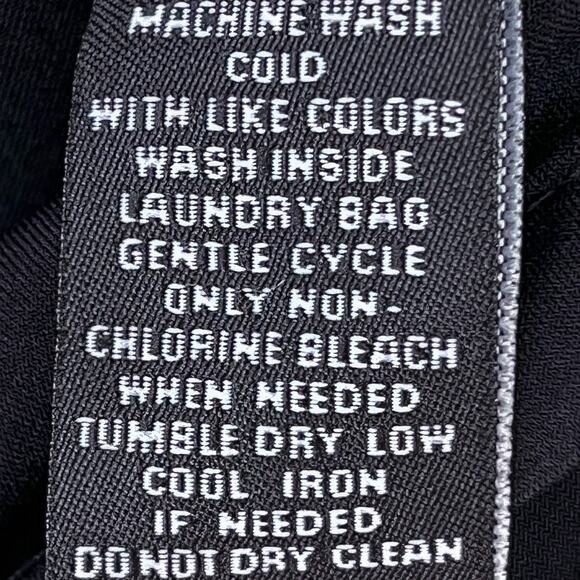 MACHINE WASH
COLD
WITH LIKE COLORS
WASH INSIDE
LAUNDRY BAG
GENTLE CYCLE
ONLY NON-
CHLORINE BLEACH
WHEN NEEDED
TUMBLE DRY LOW
COOL IRON
IF NEEDED
DO NOT DRY CLEAN